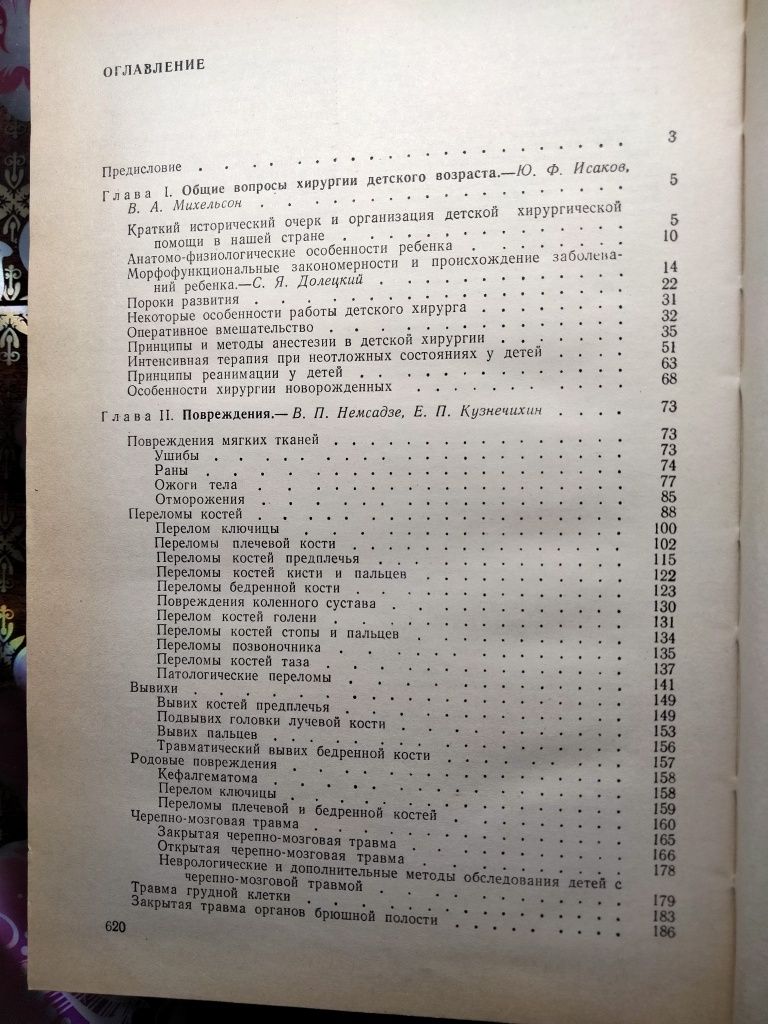 ОГЛАВЛЕНИЕ
Предисловие . . . . . . . . . . . . . . . . 3
Глава I. Общие вопросы хирургии детского возраста.—Ю. Ф. Исаков,
В. А. Михельсон . . . . . . . . . . . . . . 5
Краткий исторический очерк и организация детской хирургической
помощи в нашей стране . . . . . . . . . . . 5
Анатомо-физиологические особенности ребенка . . . . . . 10
Морфофункциональные закономерности и происхождение заболева-
ний ребенка.—С. Я. Долецкий . . . . . . . . . 14
Пороки развития . . . . . . . . . . . . . . 22
Некоторые особенности работы детского хирурга . . . . . . 31
Оперативное вмешательство . . . . . . . . . . . 32
Принципы и методы анестезии в детской хирургии . . . . . 35
Интенсивная терапия при неотложных состояниях у детей . . . . 51
Принципы реанимации у детей . . . . . . . . . . 63
Особенности хирургии новорожденных . . . . . . . . 68
Глава II. Повреждения.— В. П. Немсадзе, Е. П. Кузнечихин . . . . 73
Повреждения мягких тканей . . . . . . . . . . . 73
Ушибы . . . . . . . . . . . . . . . . 73
Раны . . . . . . . . . . . . . . . . 74
Ожоги тела . . . . . . . . . . . . . . 77
Отморожения . . . . . . . . . . . . . . 85
Переломы костей . . . . . . . . . . . . . . 88
Перелом ключицы . . . . . . . . . . . . 100
Переломы плечевой кости . . . . . . . . . . 102
Переломы костей предплечья . . . . . . . . . 115
Переломы костей кисти и пальцев . . . . . . . . 122
Переломы бедренной кости . . . . . . . . . . 123
Повреждения коленного сустава . . . . . . . . 130
Перелом костей голени . . . . . . . . . . . 131
Переломы костей стопы и пальцев . . . . . . . . 134
Переломы позвоночника . . . . . . . . . . . 135
Переломы костей таза . . . . . . . . . . . 137
Патологические переломы . . . . . . . . . . 141
Вывихи . . . . . . . . . . . . . . . . 149
Вывих костей предплечья . . . . . . . . . . 149
Подвывих головки лучевой кости . . . . . . . . 153
Вывих пальцев . . . . . . . . . . . . . 156
Травматический вывих бедренной кости . . . . . . . 157
Родовые повреждения . . . . . . . . . . . . 158
Кефалгематома . . . . . . . . . . . . . 158
Перелом ключицы . . . . . . . . . . . . 159
Переломы плечевой и бедренной костей . . . . . . . 160
Черепно-мозговая травма . . . . . . . . . . . 165
Закрытая черепно-мозговая травма . . . . . . . . 166
Открытая черепно-мозговая травма . . . . . . . . 178
Неврологические и дополнительные методы обследования детей с
черепно-мозговой травмой . . . . . . . . . 179
Травма грудной клетки . . . . . . . . . . . . 183
Закрытая травма органов брюшной полости . . . . . . . 186
620